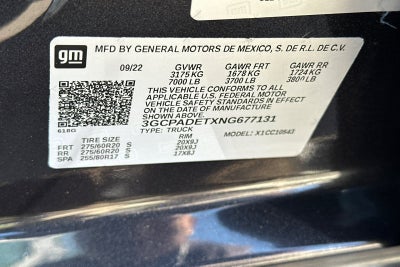 gm
MFD BY GENERAL MOTORS DE MEXICO, S. DE R.L. DE C.V.
09/22 GVWR GAWR FRT GAWR RR
3175 KG 1678 KG 1724 KG
7000 LB 3700 LB 3800 LB
THIS VEHICLE CONFORMS TO ALL
APPLICABLE U.S. FEDERAL MOTOR
VEHICLE SAFETY STANDARDS IN
EFFECT ON THE DATE OF MANUFACTURE
SHOWN ABOVE.
3GCPADETXNG677131
618G TYPE: TRUCK MODEL: X1CC10543
TIRE SIZE RIM
FRT 275/60R20 S 20X9J
RR 275/60R20 S 20X9J
SPA 255/80R17 S 17X8J